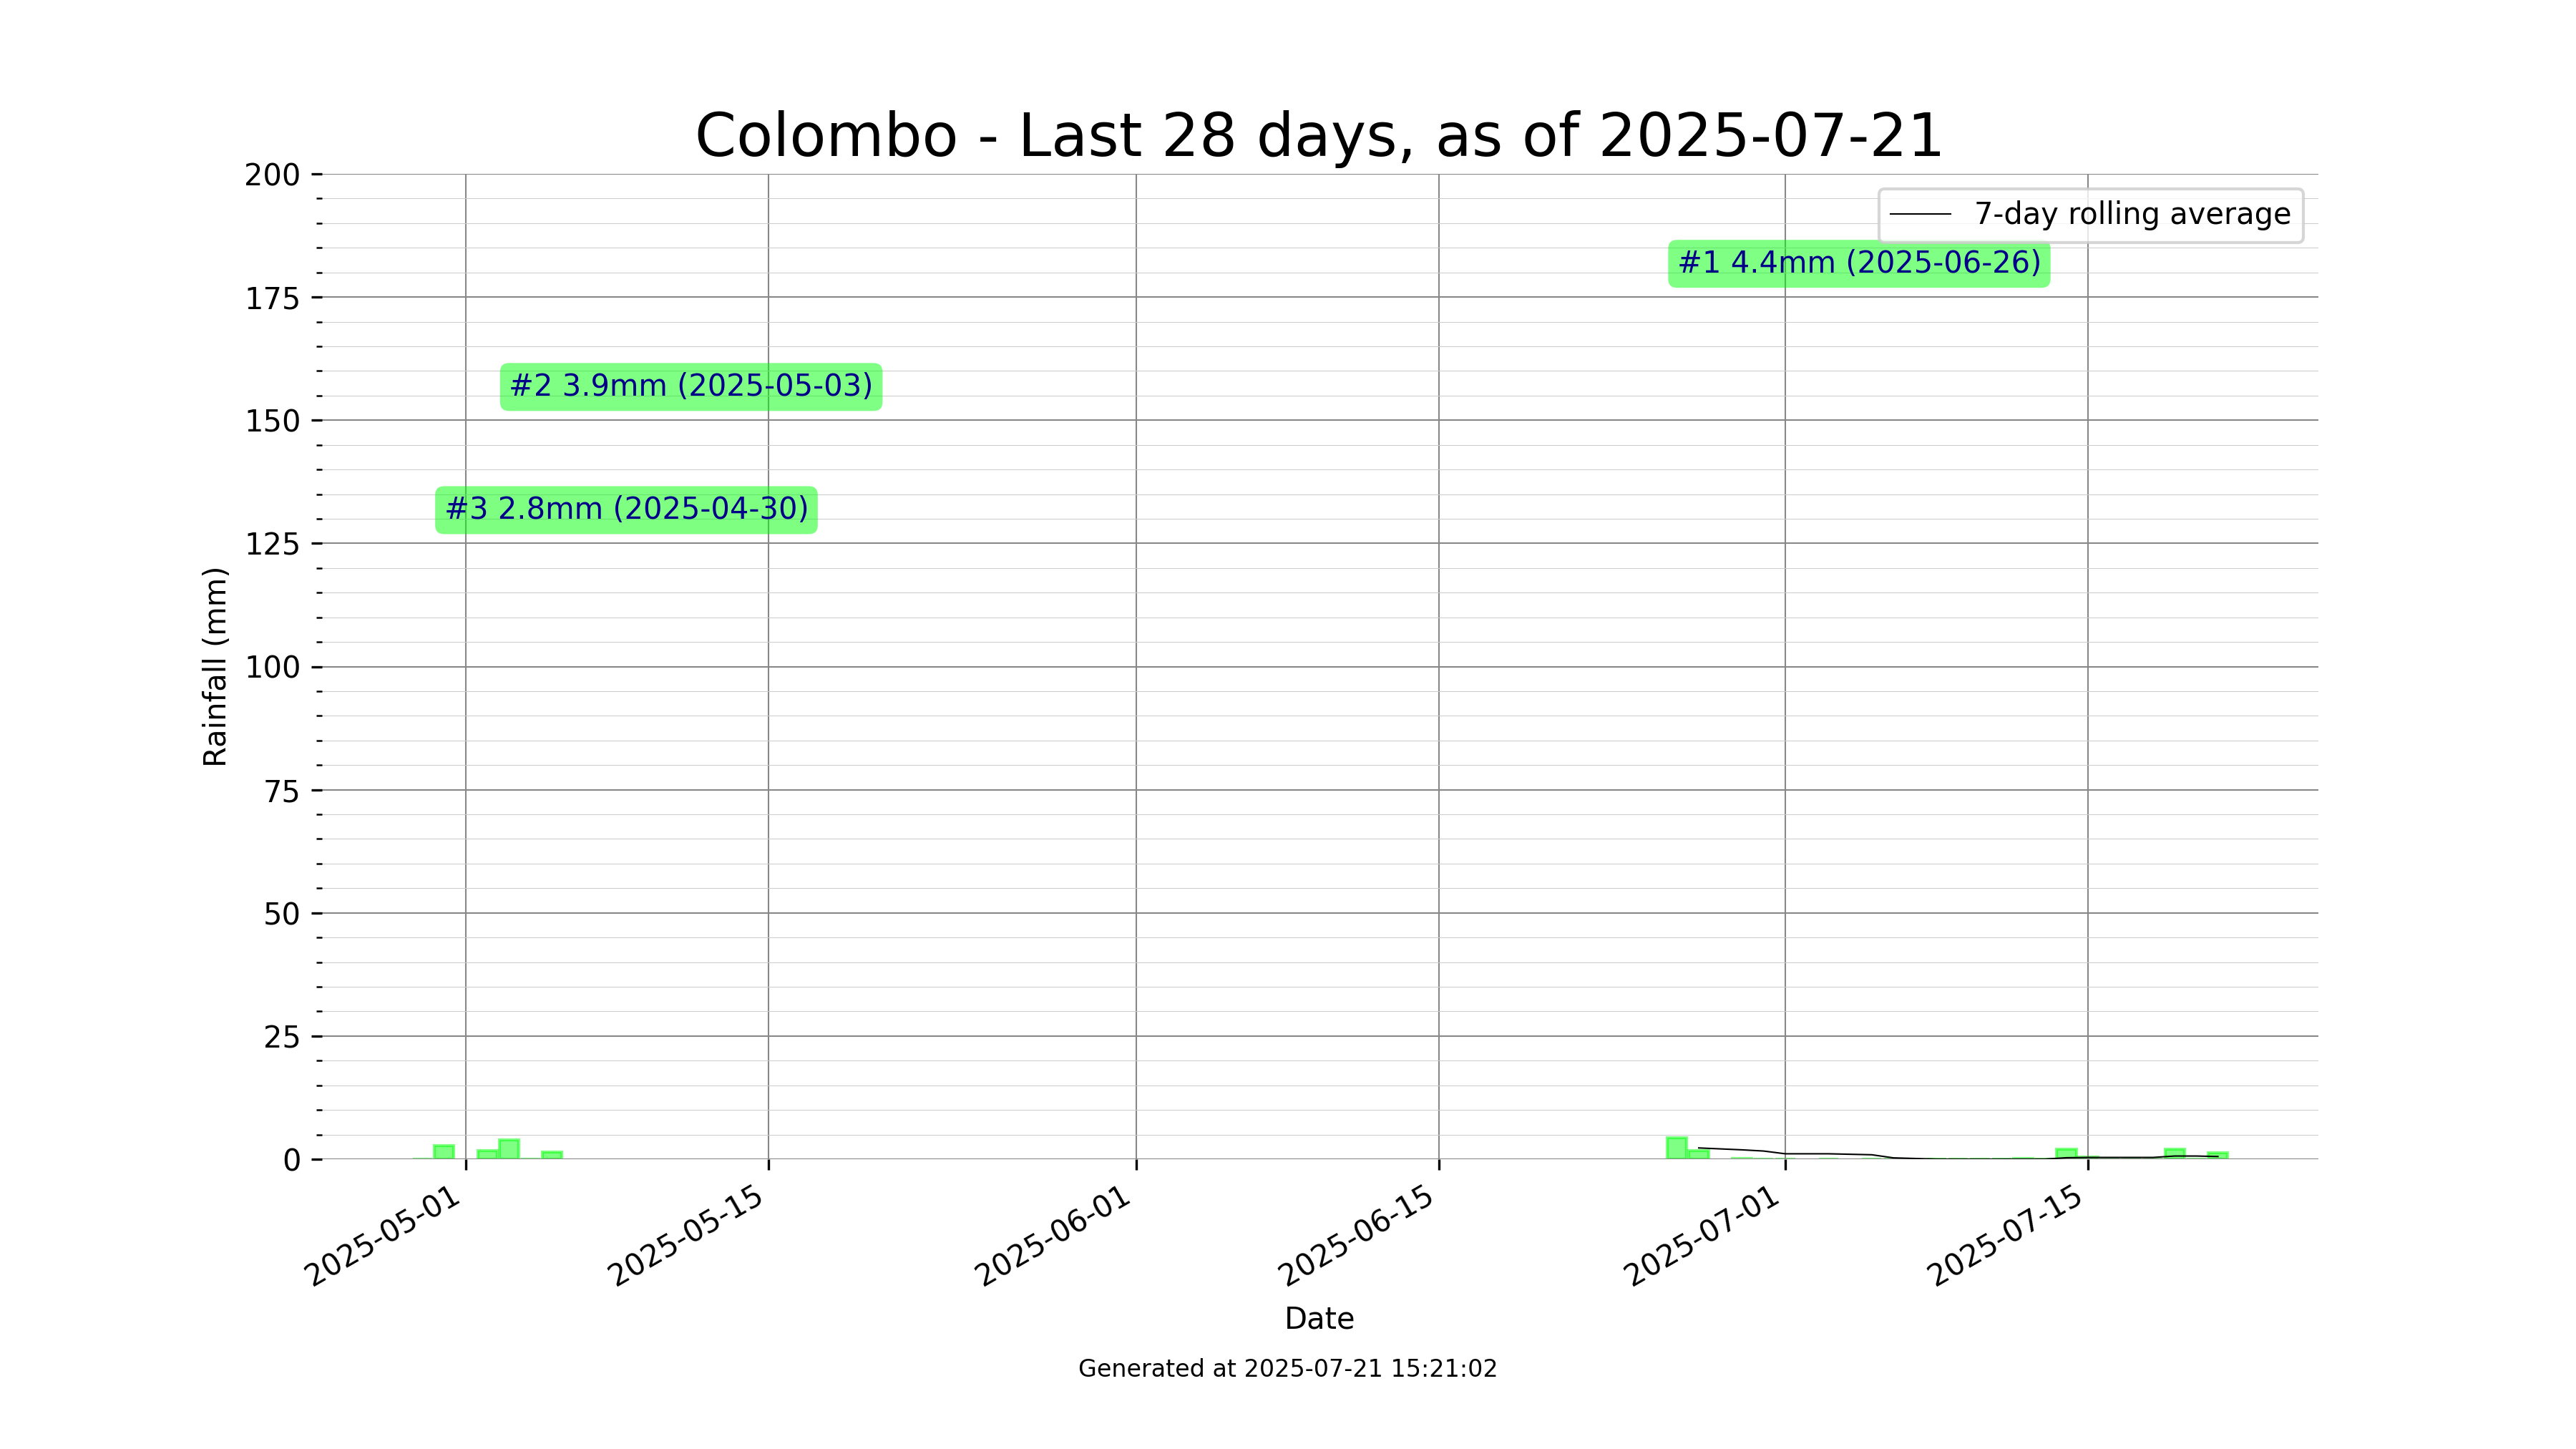 Colombo - Last 28 days, as of 2025-07-21
200
175
150
125
100
75
50
25
0
Rainfall (mm)
7-day rolling average
#1 4.4mm (2025-06-26)
#2 3.9mm (2025-05-03)
#3 2.8mm (2025-04-30)
2025-05-01
2025-05-15
2025-06-01
2025-06-15
2025-07-01
2025-07-15
Date
Generated at 2025-07-21 15:21:02